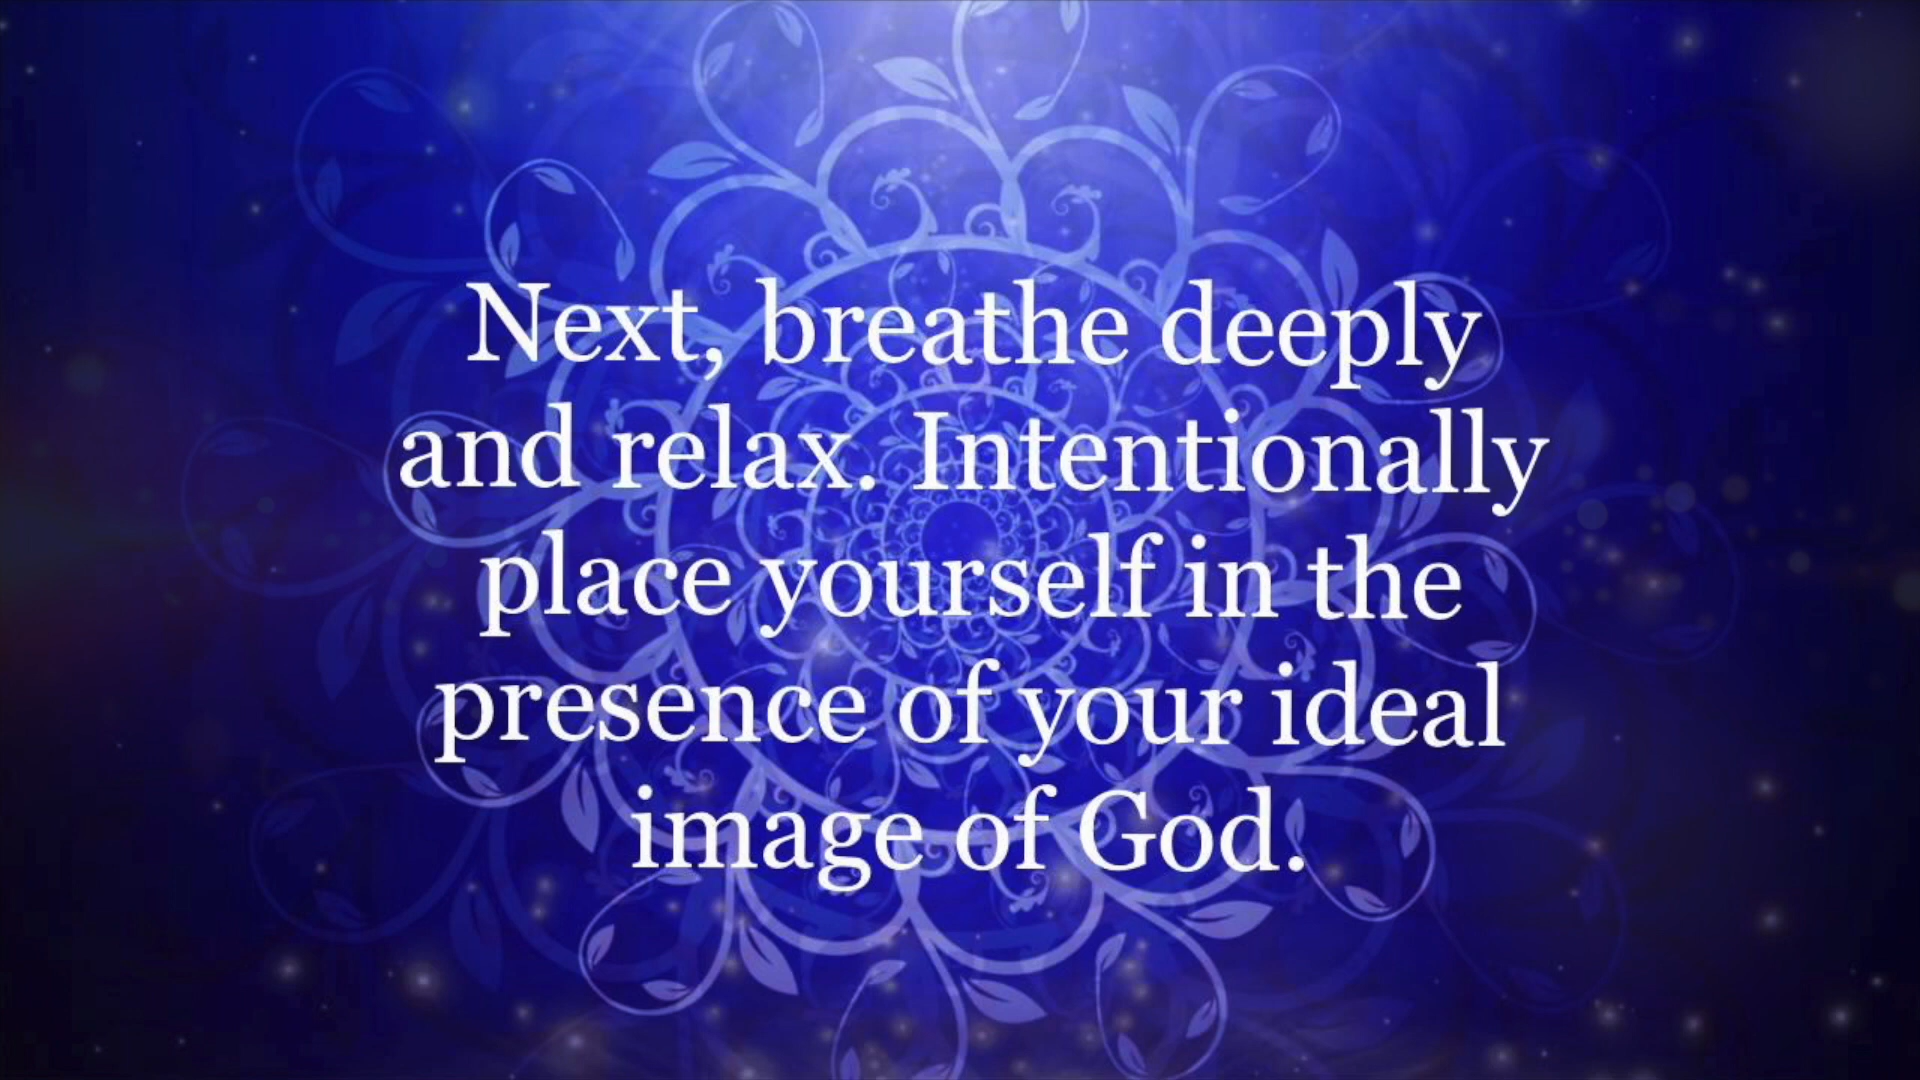 Next, breathe deeply
and relax. Intentionally
place yourself in the
presence of your ideal
image of God.